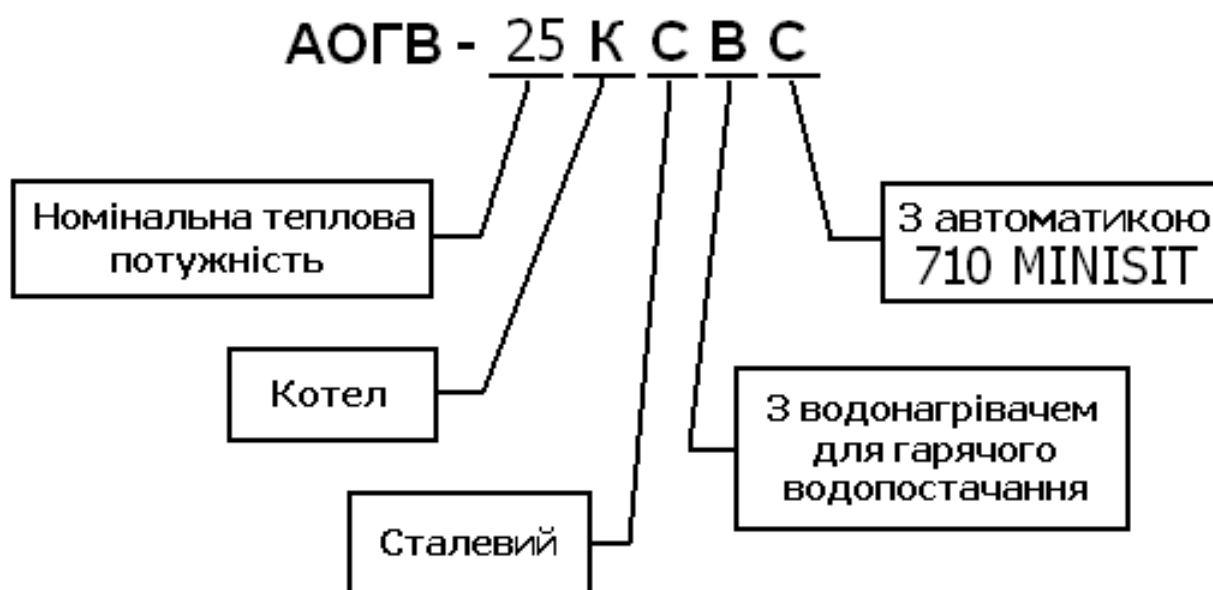 АОГВ - 25 К С В С
Номінальна теплова
потужність
З автоматикою
710 MINISIT
Котел
З водонагрівачем
для гарячого
водопостачання
Сталевий